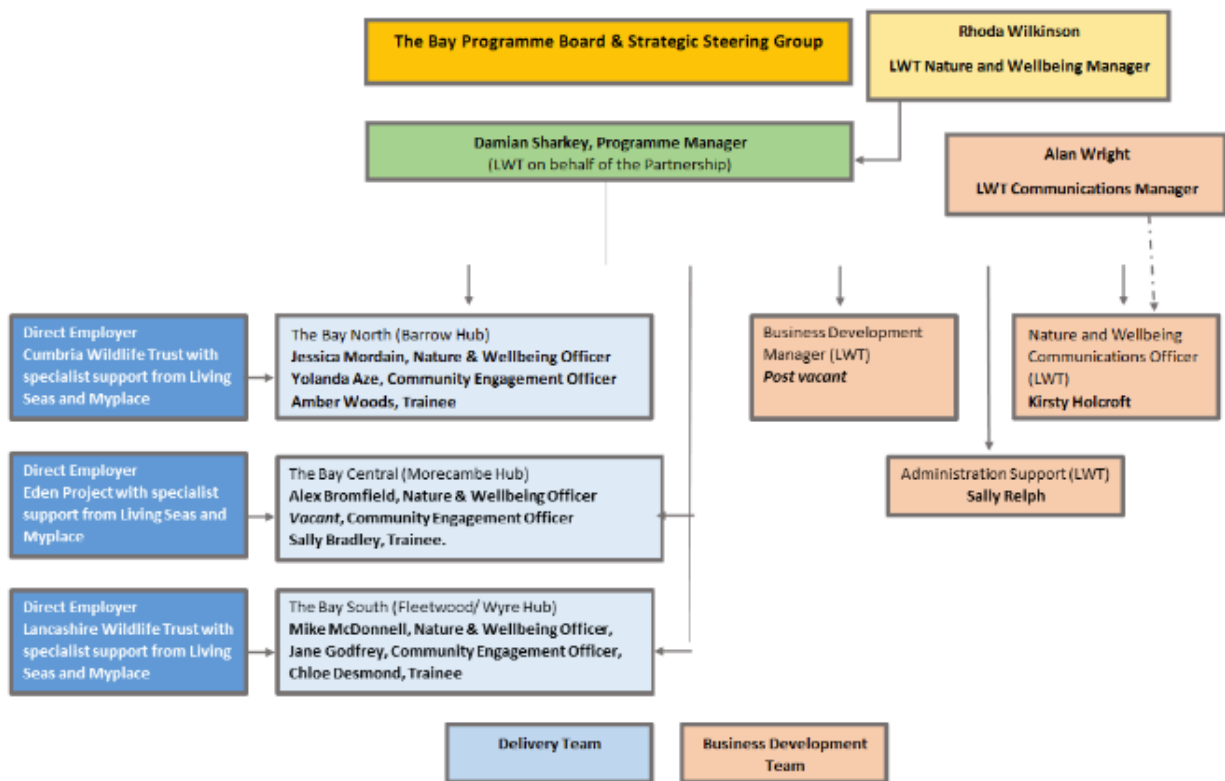 The Bay Programme Board & Strategic Steering Group
Rhoda Wilkinson
LWT Nature and Wellbeing Manager
Damian Sharkey, Programme Manager
(LWT on behalf of the Partnership)
Alan Wright
LWT Communications Manager
Direct Employer
Cumbria Wildlife Trust with
specialist support from Living
Seas and Myplace
The Bay North (Barrow Hub)
Jessica Mordain, Nature & Wellbeing Officer
Yolanda Aze, Community Engagement Officer
Amber Woods, Trainee
Business Development
Manager (LWT)
Post vacant
Nature and Wellbeing
Communications Officer
(LWT)
Kirsty Holcroft
Direct Employer
Eden Project with specialist
support from Living Seas and
Myplace
The Bay Central (Morecambe Hub)
Alex Bromfield, Nature & Wellbeing Officer
Vacant, Community Engagement Officer
Sally Bradley, Trainee.
Administration Support (LWT)
Sally Relph
Direct Employer
Lancashire Wildlife Trust with
specialist support from Living
Seas and Myplace
The Bay South (Fleetwood/ Wyre Hub)
Mike McDonnell, Nature & Wellbeing Officer,
Jane Godfrey, Community Engagement Officer,
Chloe Desmond, Trainee
Delivery Team
Business Development
Team